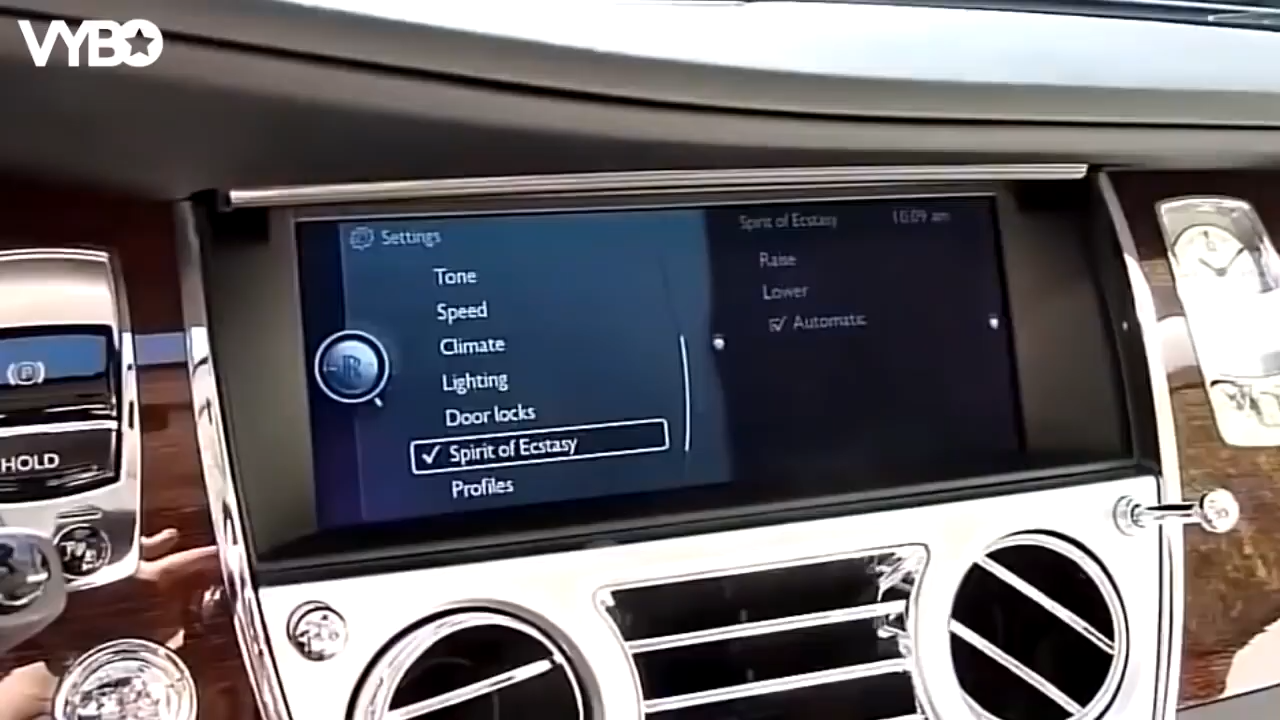 VYBO
Settings
Tone
Speed
Climate
Lighting
Door locks
Spirit of Ecstasy
Profiles
Spirit of Ecstasy
10:09 am
Raise
Lower
Automatic
P
HOLD